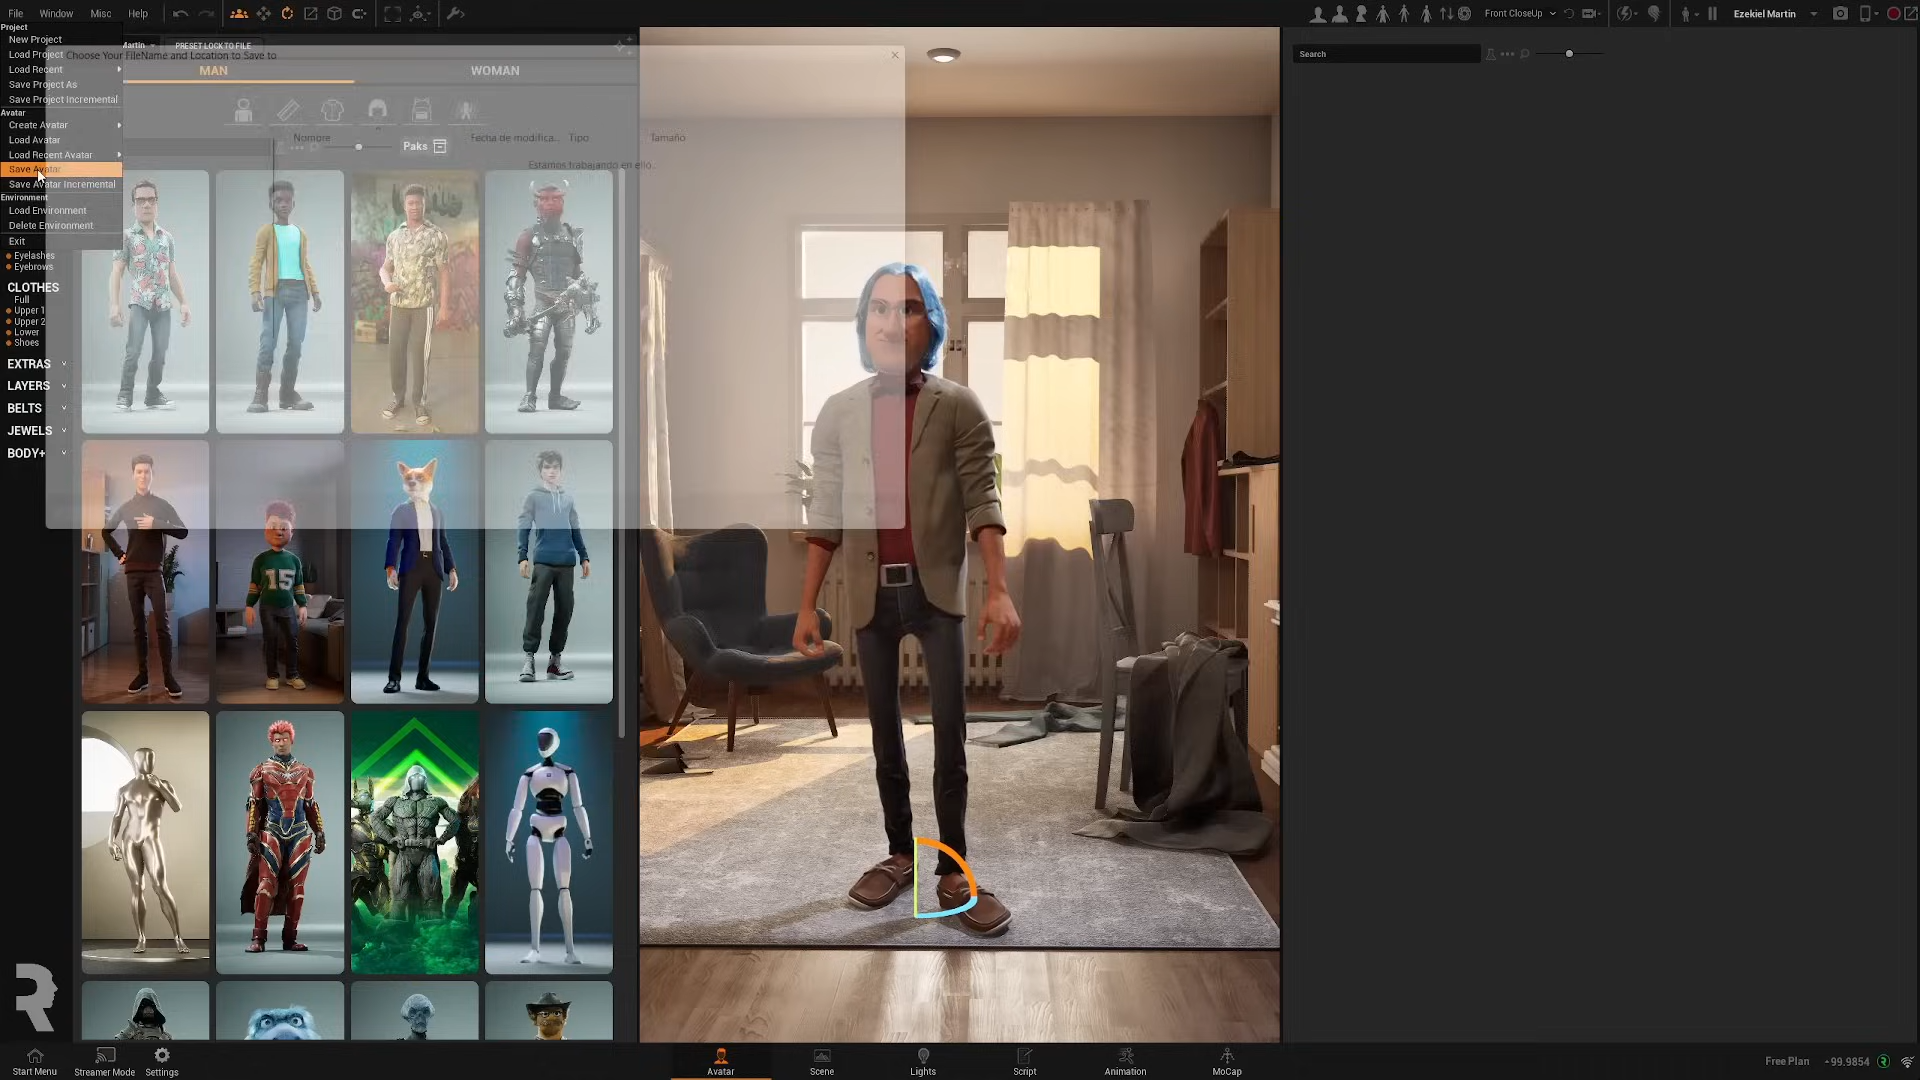 File Window Misc Help
Front CloseUp
Ezekiel Martin
Project
New Project
Load Project
Load Recent
Save Project As
Save Project Incremental
Avatar
Create Avatar
Load Avatar
Load Recent Avatar
Save Avatar
Save Avatar Incremental
Environment
Load Environment
Delete Environment
Exit
Martin
PRESET LOCK TO FILE
Choose Your FileName and Location to Save to
MAN
WOMAN
Nombre
Fecha de modifica...
Tipo
Tamaño
Paks
Estamos trabajando en ello...
Search
Eyelashes
Eyebrows
CLOTHES
Full
Upper 1
Upper 2
Lower
Shoes
EXTRAS
LAYERS
BELTS
JEWELS
BODY+
15
Start Menu
Streamer Mode
Settings
Avatar
Scene
Lights
Script
Animation
MoCap
Free Plan
-99.9854